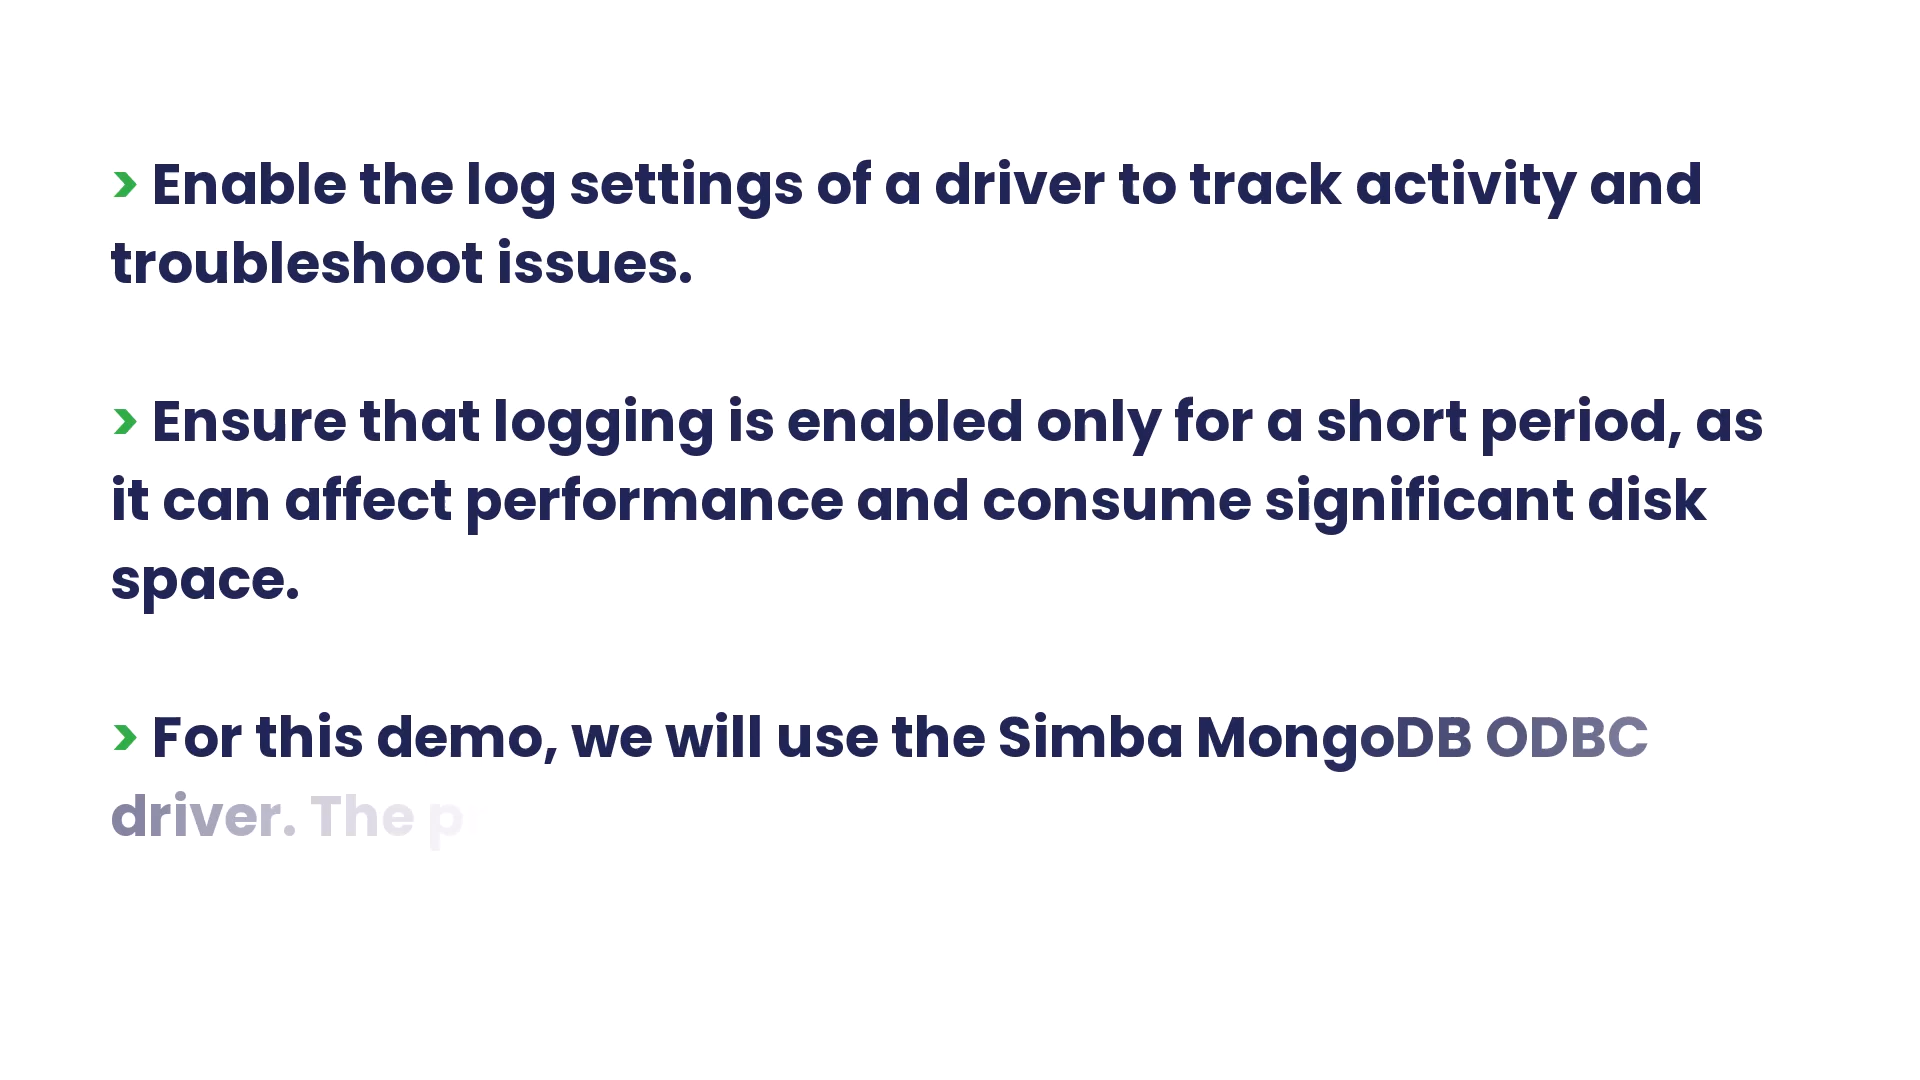 > Enable the log settings of a driver to track activity and
troubleshoot issues.
> Ensure that logging is enabled only for a short period, as
it can affect performance and consume significant disk
space.
> For this demo, we will use the Simba MongoDB ODBC
driver. The